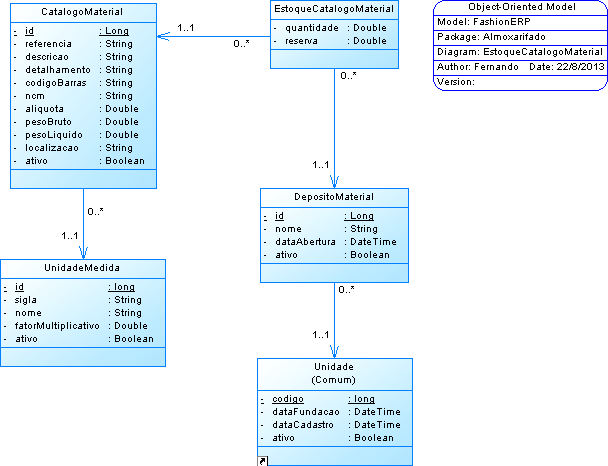 CatalogoMaterial
- id : Long
- referencia : String
- descricao : String
- detalhamento : String
- codigoBarras : String
- ncm : String
- aliquota : Double
- pesoBruto : Double
- pesoLiquido : Double
- localizacao : String
- ativo : Boolean
1..1
0..*
EstoqueCatalogoMaterial
- quantidade : Double
- reserva : Double
Object-Oriented Model
Model: FashionERP
Package: Almoxarifado
Diagram: EstoqueCatalogoMaterial
Author: Fernando Date: 22/8/2013
Version:
0..*
1..1
0..*
1..1
DepositoMaterial
- id : Long
- nome : String
- dataAbertura : DateTime
- ativo : Boolean
UnidadeMedida
- id : long
- sigla : String
- nome : String
- fatorMultiplicativo : Double
- ativo : Boolean
0..*
1..1
Unidade
(Comum)
- codigo : long
- dataFundacao : DateTime
- dataCadastro : DateTime
- ativo : Boolean